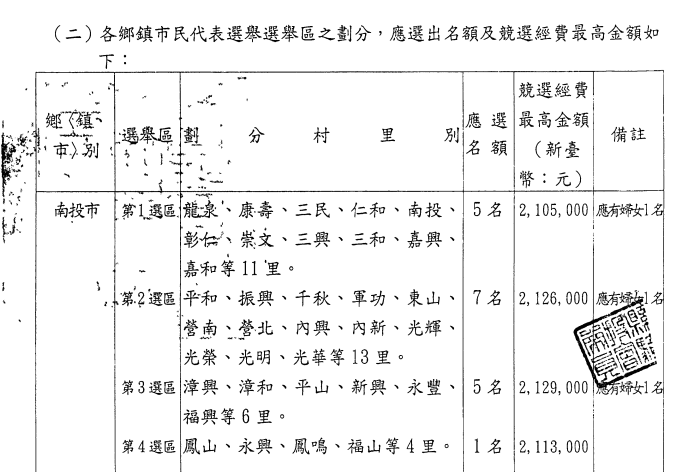 （二）各鄉鎮市民代表選舉選舉區之劃分，應選出名額及競選經費最高金額如
下：
鄉（鎮、
市）別
選舉區
劃分村里別
應選
名額
競選經費
最高金額
（新臺
幣：元）
備註
南投市
第1選區
龍泉、康壽、三民、仁和、南投、
彰仁、崇文、三興、三和、嘉興、
嘉和等11里。
5名
2,105,000
應有婦女1名
第2選區
平和、振興、千秋、軍功、東山、
營南、營北、內興、內新、光輝、
光榮、光明、光華等13里。
7名
2,126,000
應有婦女1名
第3選區
漳興、漳和、平山、新興、永豐、
福興等6里。
5名
2,129,000
應有婦女1名
第4選區
鳳山、永興、鳳鳴、福山等4里。
1名
2,113,000